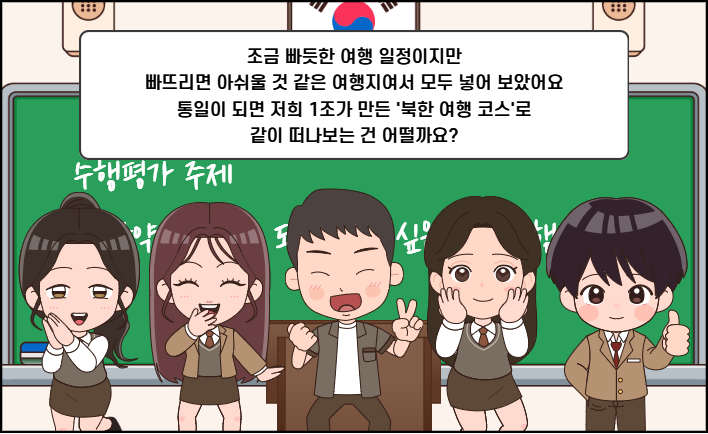 조금 빠듯한 여행 일정이지만
빠뜨리면 아쉬울 것 같은 여행지여서 모두 넣어 보았어요
통일이 되면 저희 1조가 만든 '북한 여행 코스'로
같이 떠나보는 건 어떨까요?
수행평가 주제